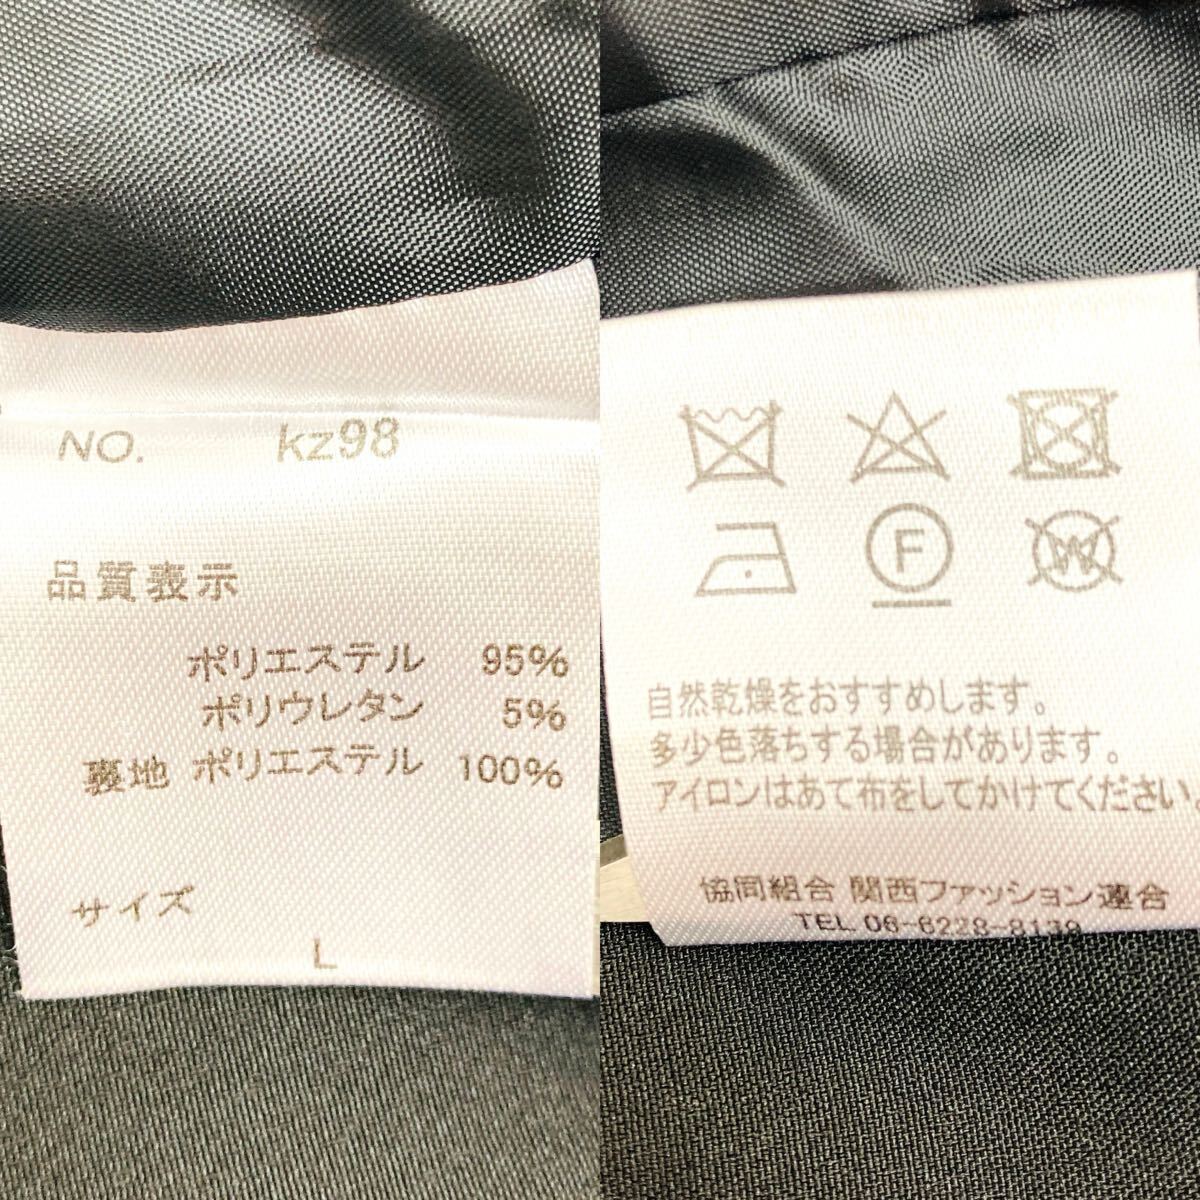 NO. kz98
品質表示
ポリエステル 95%
ポリウレタン 5%
裏地 ポリエステル 100%
サイズ
L
F
W
自然乾燥をおすすめします。
多少色落ちする場合があります。
アイロンはあて布をしてかけてください。
協同組合 関西ファッション連合
TEL 06-6228-8139